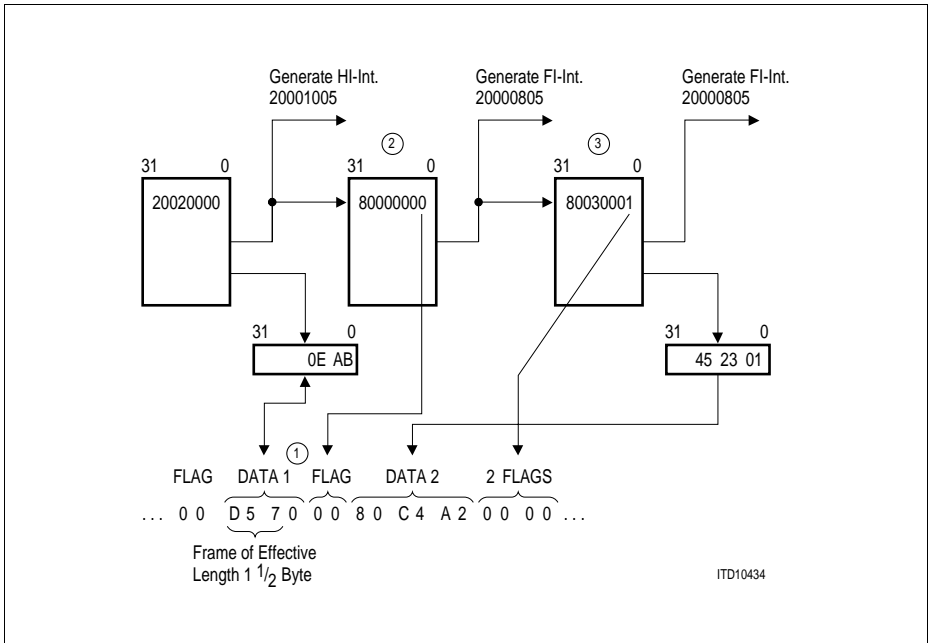 Generate HI-Int. Generate FI-Int. Generate FI-Int.
20001005 20000805 20000805
2 3
31 0 31 0 31 0
20020000 80000000 80030001
31 0 31 0
0E AB 45 23 01
1
FLAG DATA 1 FLAG DATA 2 2 FLAGS
... 0 0 D 5 7 0 0 0 8 0 C 4 A 2 0 0 0 0 ...
Frame of Effective
Length 1 1/2 Byte
ITD10434